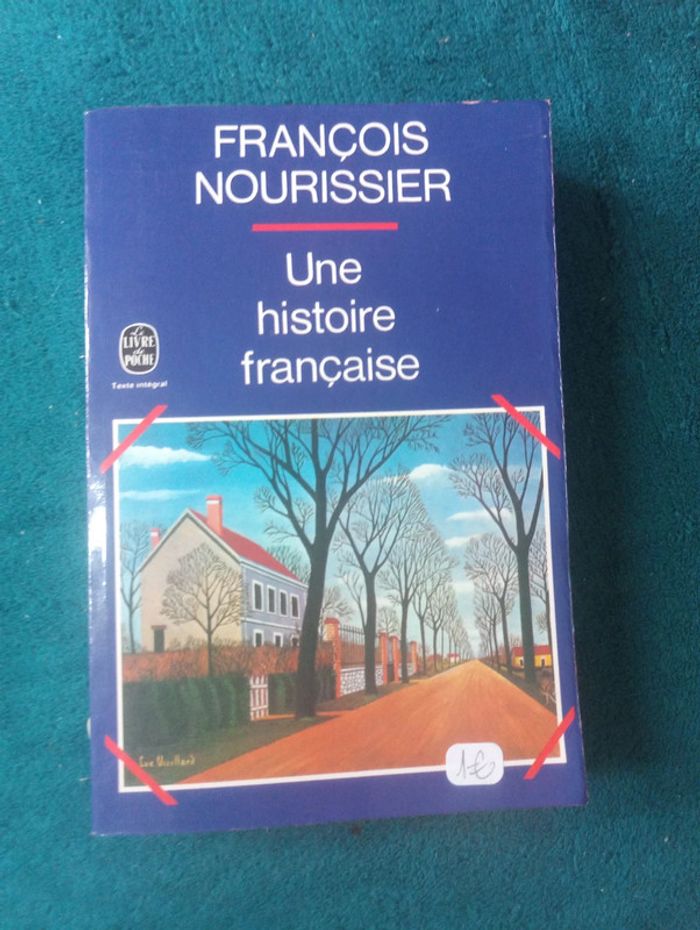 FRANÇOIS
NOURISSIER
Une
histoire
française
Le
LIVRE
de
POCHE
Texte intégral
1€